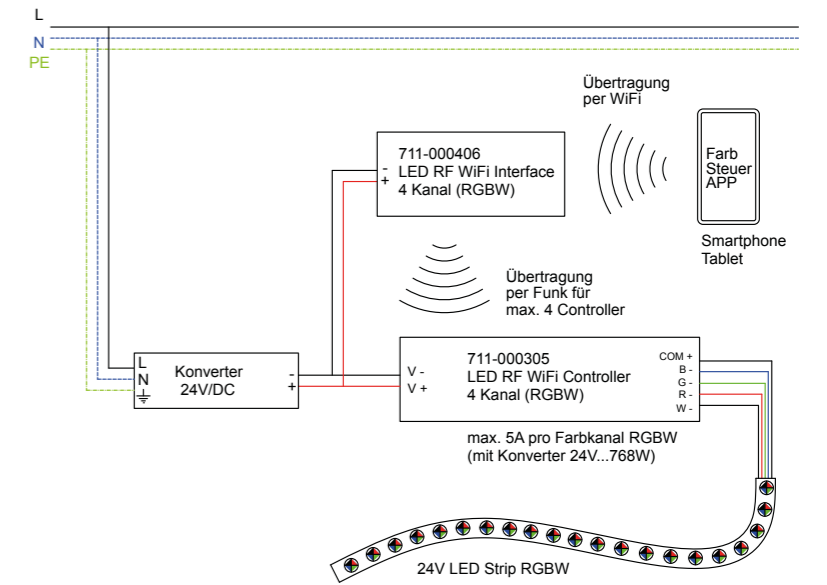 L
N
PE
Übertragung
per WiFi
711-000406
LED RF WiFi Interface
4 Kanal (RGBW)
-
+
Farb
Steuer
APP
Smartphone
Tablet
Übertragung
per Funk für
max. 4 Controller
L
N
Konverter
24V/DC
-
+
V -
V +
711-000305
LED RF WiFi Controller
4 Kanal (RGBW)
COM +
B -
G -
R -
W -
max. 5A pro Farbkanal RGBW
(mit Konverter 24V...768W)
24V LED Strip RGBW